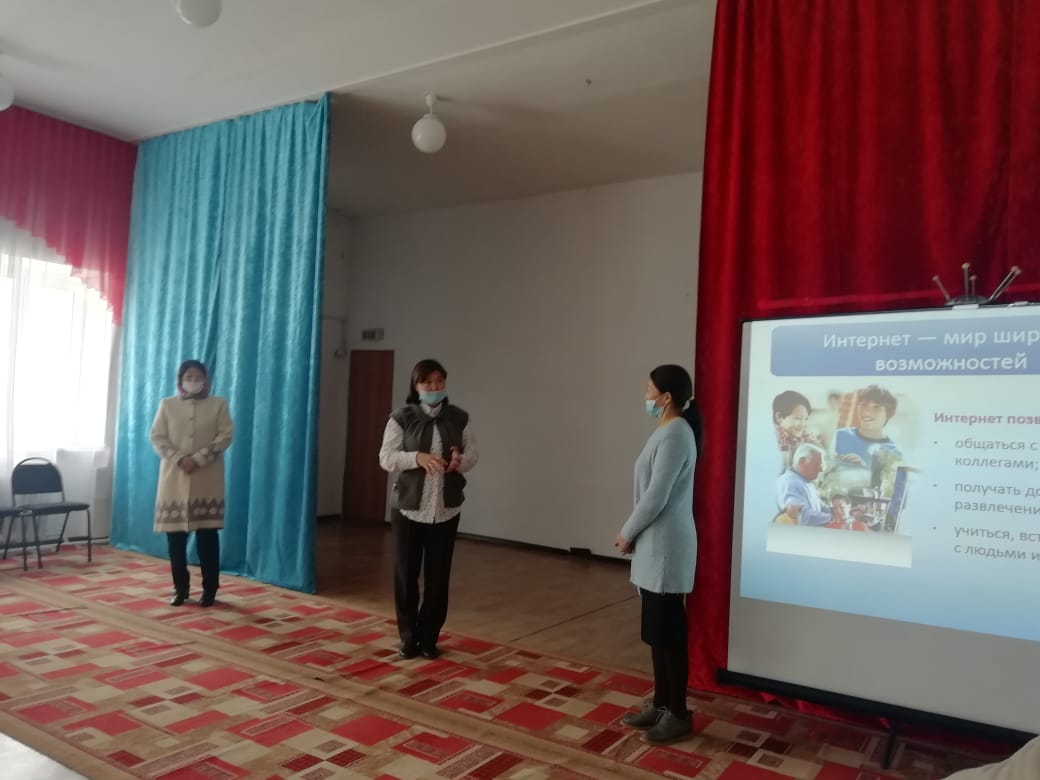 Интернет — мир шир
возможностей
Интернет позв
• общаться с
коллегами;
• получать до
развлечени
• учиться, вст
с людьми и